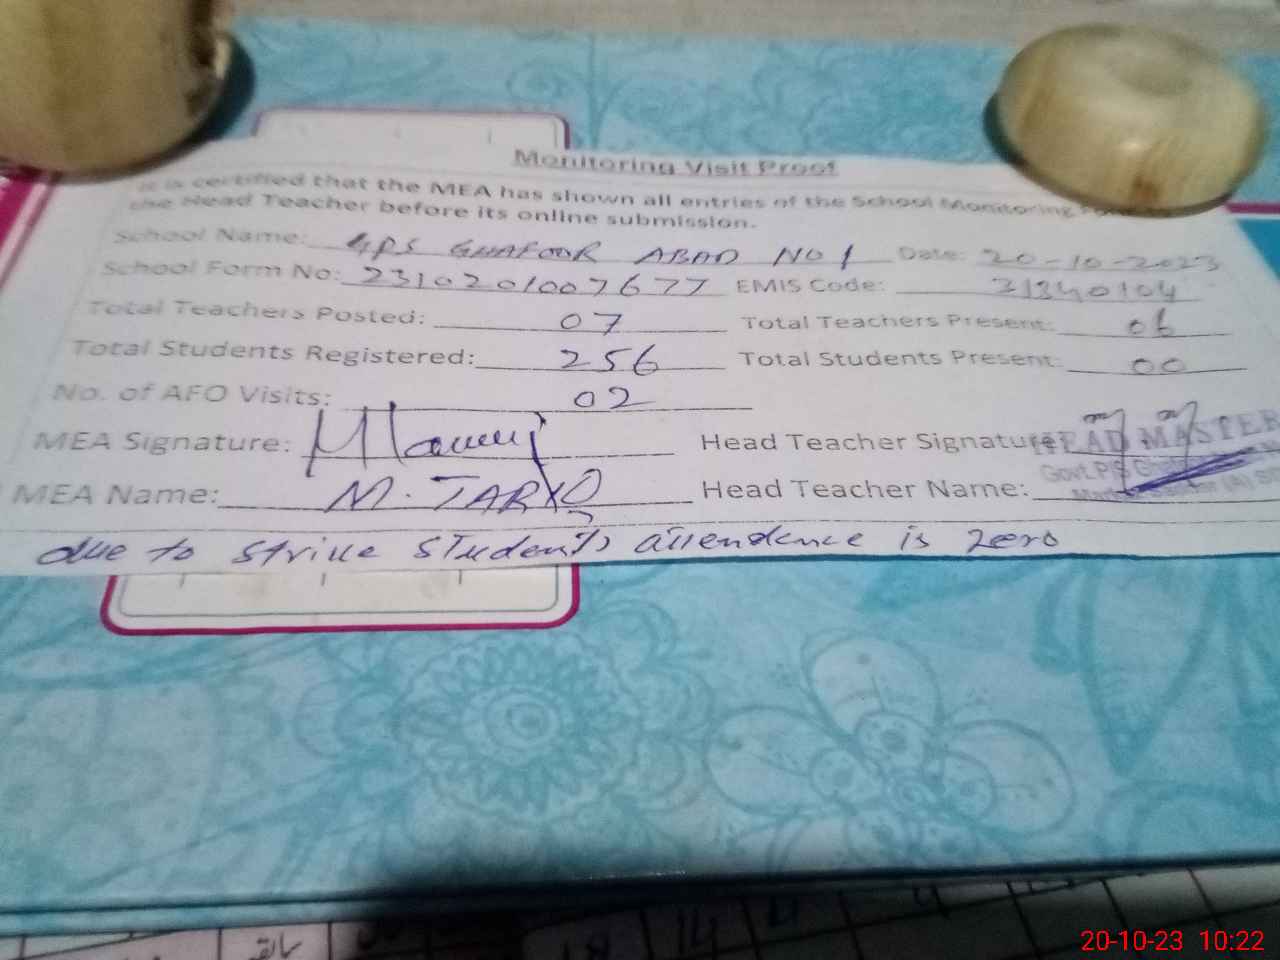 Monitoring Visit Proof
It is certified that the MEA has shown all entries of the School Monitoring
the Head Teacher before its online submission.
School Name: GPS GHAFOOR ABAD NO 1 Date: 20-10-2023
School Form No: 2310201007677 EMIS Code: 31340104
Total Teachers Posted: 07 Total Teachers Present: 06
Total Students Registered: 256 Total Students Present: 00
No. of AFO Visits: 02
MEA Signature: Head Teacher Signature HEAD MASTER
Govt. P/S
MEA Name: M. TARIQ Head Teacher Name:
due to strike students attendence is zero
20-10-23 10:22